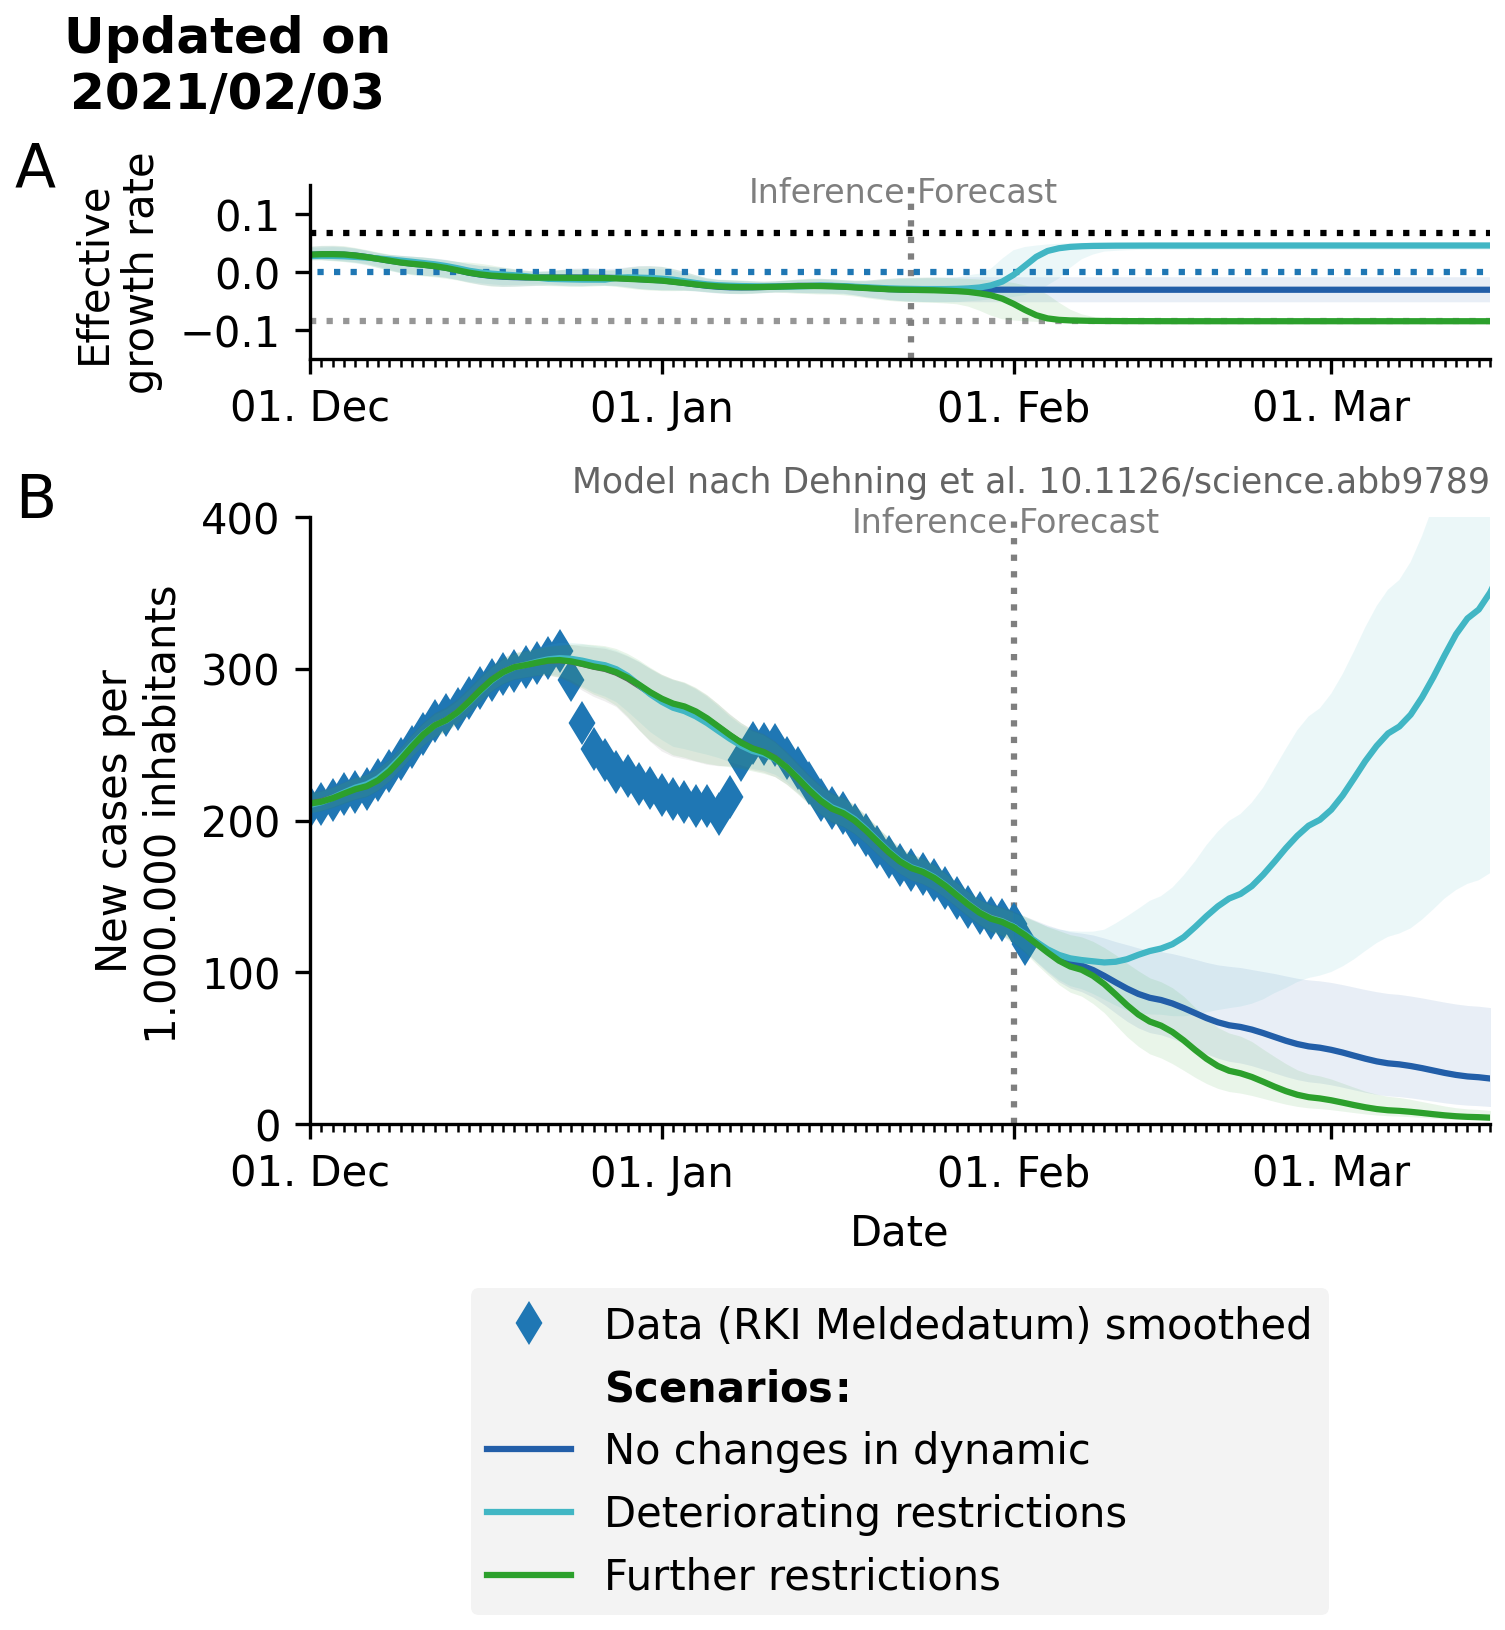 Updated on
2021/02/03
A
Effective
growth rate
Inference Forecast
0.1
0.0
−0.1
01. Dec 01. Jan 01. Feb 01. Mar
B
Model nach Dehning et al. 10.1126/science.abb9789
Inference Forecast
New cases per
1.000.000 inhabitants
400
300
200
100
0
01. Dec 01. Jan 01. Feb 01. Mar
Date
Data (RKI Meldedatum) smoothed
Scenarios:
No changes in dynamic
Deteriorating restrictions
Further restrictions